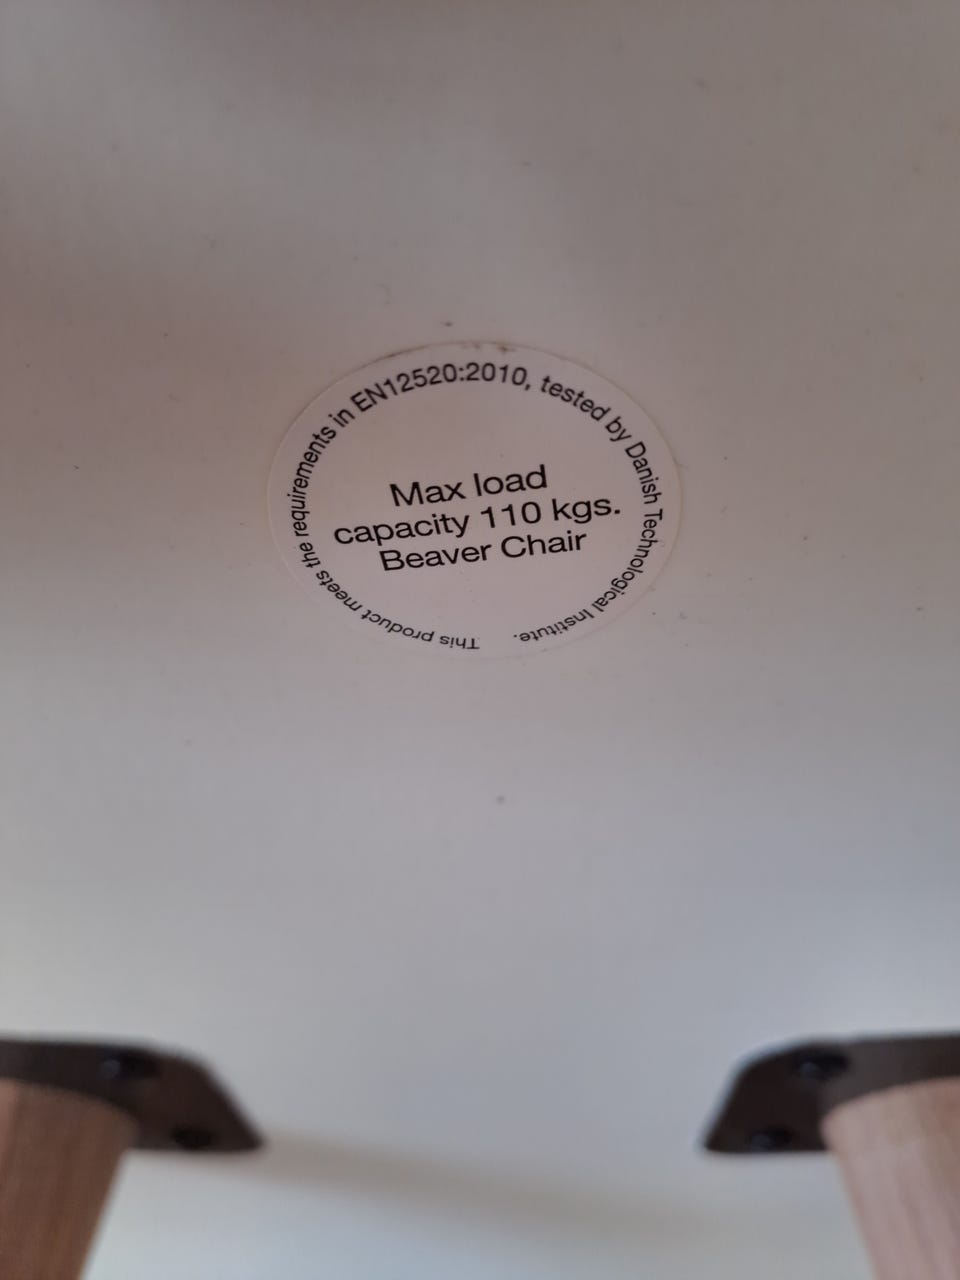 This product meets the requirements in EN12520:2010, tested by Danish Technological Institute.
Max load
capacity 110 kgs.
Beaver Chair